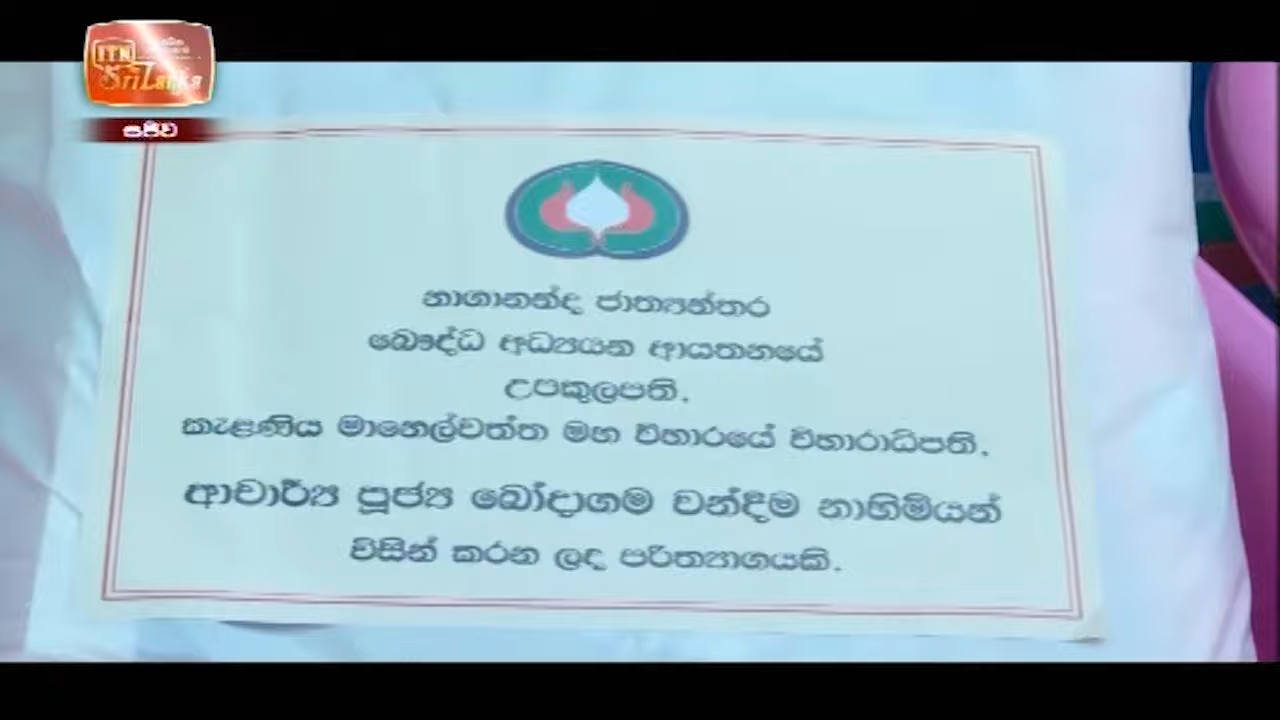 ITN
Sri Lanka
සජීව
නාගානන්ද ජාත්‍යන්තර
බෞද්ධ අධ්‍යයන ආයතනයේ
උපකුලපති.
කැළණිය මානෙල්වත්ත මහ විහාරයේ විහාරාධිපති.
ආචාර්ය පූජ්‍ය බෝදාගම චන්දිම නාහිමියන්
විසින් කරන ලද පරිත්‍යාගයකි.